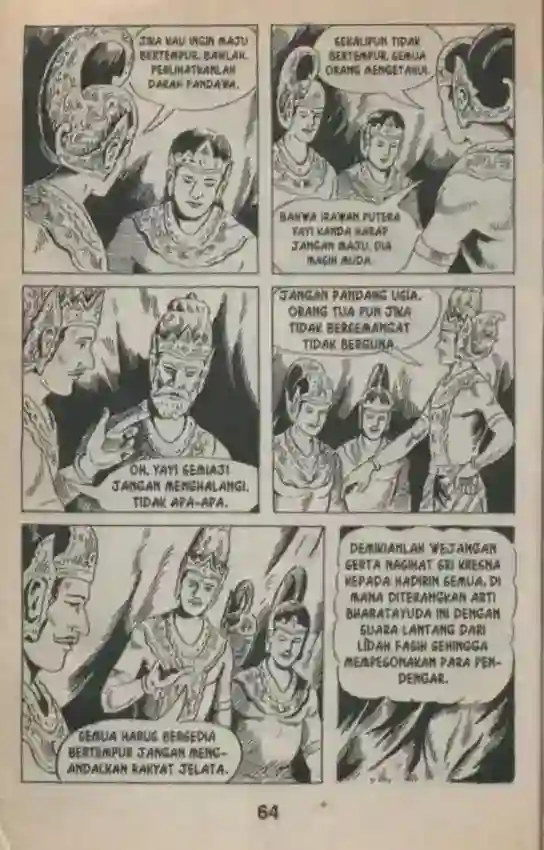 JIKA KAU INGIN MAJU
BERTEMPUR. BAIKLAH.
PERLIHATKANLAH
DARAH PANDAWA.
SEKALIPUN TIDAK
BERTEMPUR, SEMUA
ORANG MENGETAHUI.
BAHWA IRAWAN PUTERA
YAYI KANDA HARAP
JANGAN MAJU. DIA
MASIH MUDA.
OH, YAYI SEMIAJI
JANGAN MENGHALANGI.
TIDAK APA-APA.
JANGAN PANDANG USIA.
ORANG TUA PUN JIKA
TIDAK BERSEMANGAT
TIDAK BERGUNA.
SEMUA HARUS BERSEDIA
BERTEMPUR JANGAN MENG-
ANDALKAN RAKYAT JELATA.
DEMIKIANLAH WEJANGAN
SERTA NASIHAT SRI KRESNA
KEPADA HADIRIN SEMUA, DI
MANA DITERANGKAN ARTI
BHARATAYUDA INI DENGAN
SUARA LANTANG DARI
LIDAH FASIH SEHINGGA
MEMPESONAKAN PARA PEN-
DENGAR.
64